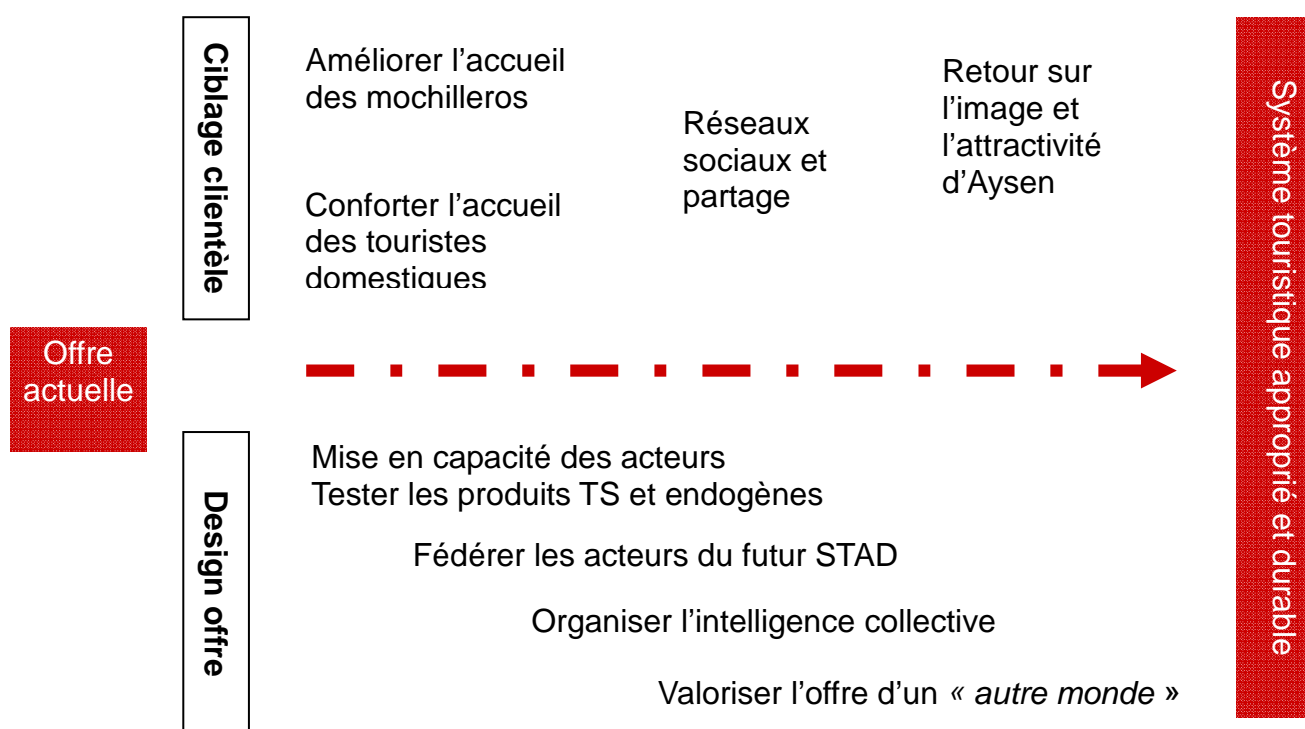 Ciblage clientèle
Améliorer l’accueil
des mochilleros
Conforter l’accueil
des touristes
domestiques
Réseaux
sociaux et
partage
Retour sur
l’image et
l’attractivité
d’Aysen
Système touristique approprié et durable
Offre
actuelle
Design offre
Mise en capacité des acteurs
Tester les produits TS et endogènes
Fédérer les acteurs du futur STAD
Organiser l’intelligence collective
Valoriser l’offre d’un « autre monde »